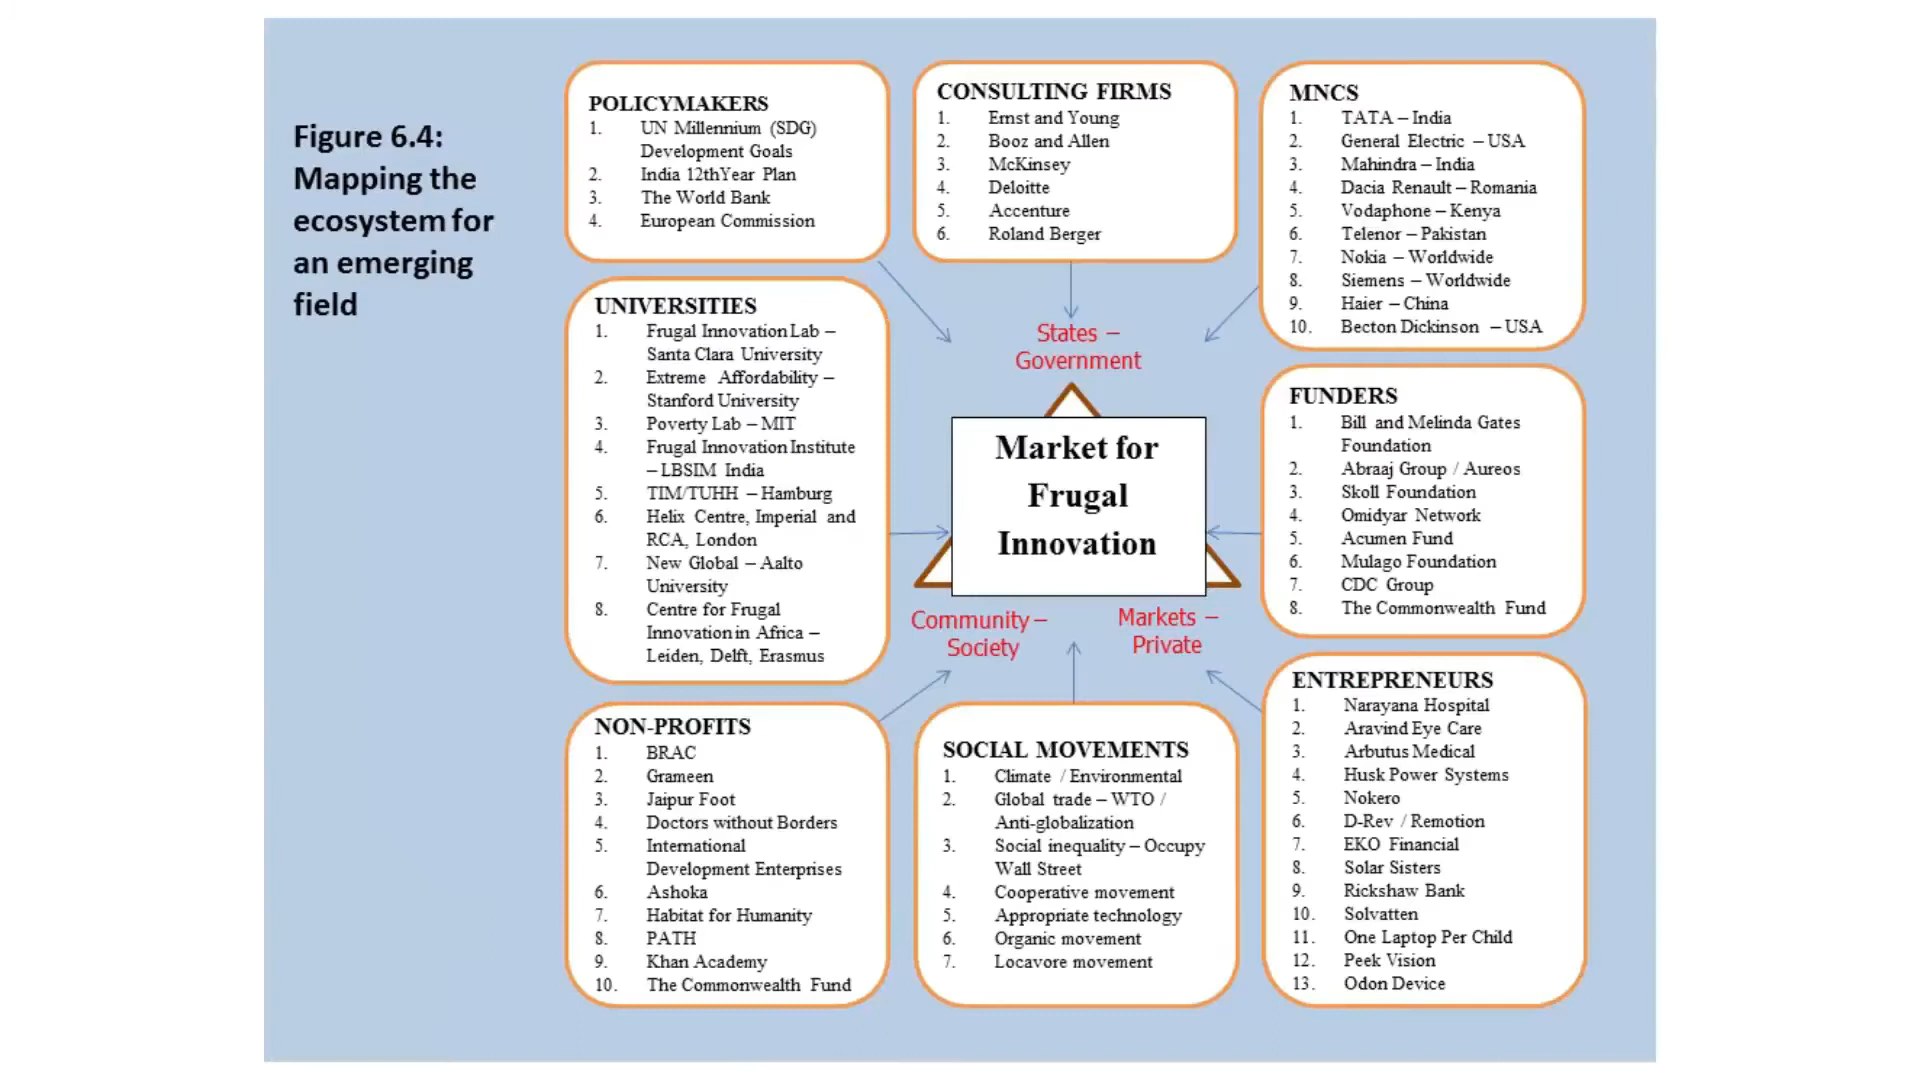 Figure 6.4:
Mapping the
ecosystem for
an emerging
field
POLICYMAKERS
1. UN Millennium (SDG)
Development Goals
2. India 12thYear Plan
3. The World Bank
4. European Commission
CONSULTING FIRMS
1. Ernst and Young
2. Booz and Allen
3. McKinsey
4. Deloitte
5. Accenture
6. Roland Berger
MNCS
1. TATA – India
2. General Electric – USA
3. Mahindra – India
4. Dacia Renault – Romania
5. Vodaphone – Kenya
6. Telenor – Pakistan
7. Nokia – Worldwide
8. Siemens – Worldwide
9. Haier – China
10. Becton Dickinson – USA
UNIVERSITIES
1. Frugal Innovation Lab –
Santa Clara University
2. Extreme Affordability –
Stanford University
3. Poverty Lab – MIT
4. Frugal Innovation Institute
– LBSIM India
5. TIM/TUHH – Hamburg
6. Helix Centre, Imperial and
RCA, London
7. New Global – Aalto
University
8. Centre for Frugal
Innovation in Africa –
Leiden, Delft, Erasmus
States –
Government
Market for
Frugal
Innovation
Community –
Society
Markets –
Private
FUNDERS
1. Bill and Melinda Gates
Foundation
2. Abraaj Group / Aureos
3. Skoll Foundation
4. Omidyar Network
5. Acumen Fund
6. Mulago Foundation
7. CDC Group
8. The Commonwealth Fund
NON-PROFITS
1. BRAC
2. Grameen
3. Jaipur Foot
4. Doctors without Borders
5. International
Development Enterprises
6. Ashoka
7. Habitat for Humanity
8. PATH
9. Khan Academy
10. The Commonwealth Fund
SOCIAL MOVEMENTS
1. Climate / Environmental
2. Global trade – WTO /
Anti-globalization
3. Social inequality – Occupy
Wall Street
4. Cooperative movement
5. Appropriate technology
6. Organic movement
7. Locavore movement
ENTREPRENEURS
1. Narayana Hospital
2. Aravind Eye Care
3. Arbutus Medical
4. Husk Power Systems
5. Nokero
6. D-Rev / Remotion
7. EKO Financial
8. Solar Sisters
9. Rickshaw Bank
10. Solvatten
11. One Laptop Per Child
12. Peek Vision
13. Odon Device